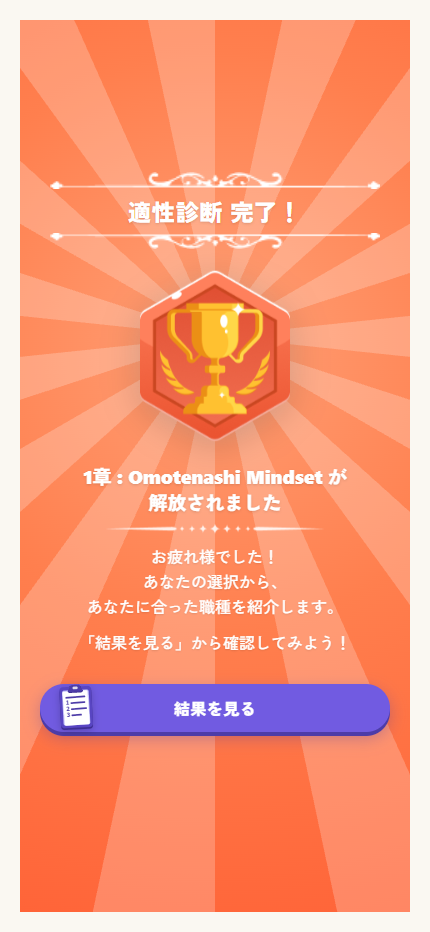 適性診断 完了！
1章 : Omotenashi Mindset が
解放されました
お疲れ様でした！
あなたの選択から、
あなたに合った職種を紹介します。
「結果を見る」から確認してみよう！
1
2
3
結果を見る